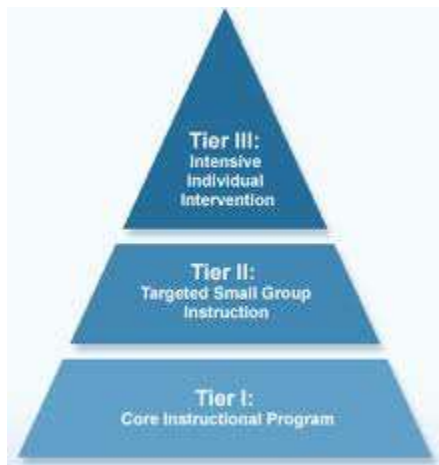 Tier III:
Intensive
Individual
Intervention
Tier II:
Targeted Small Group
Instruction
Tier I:
Core Instructional Program